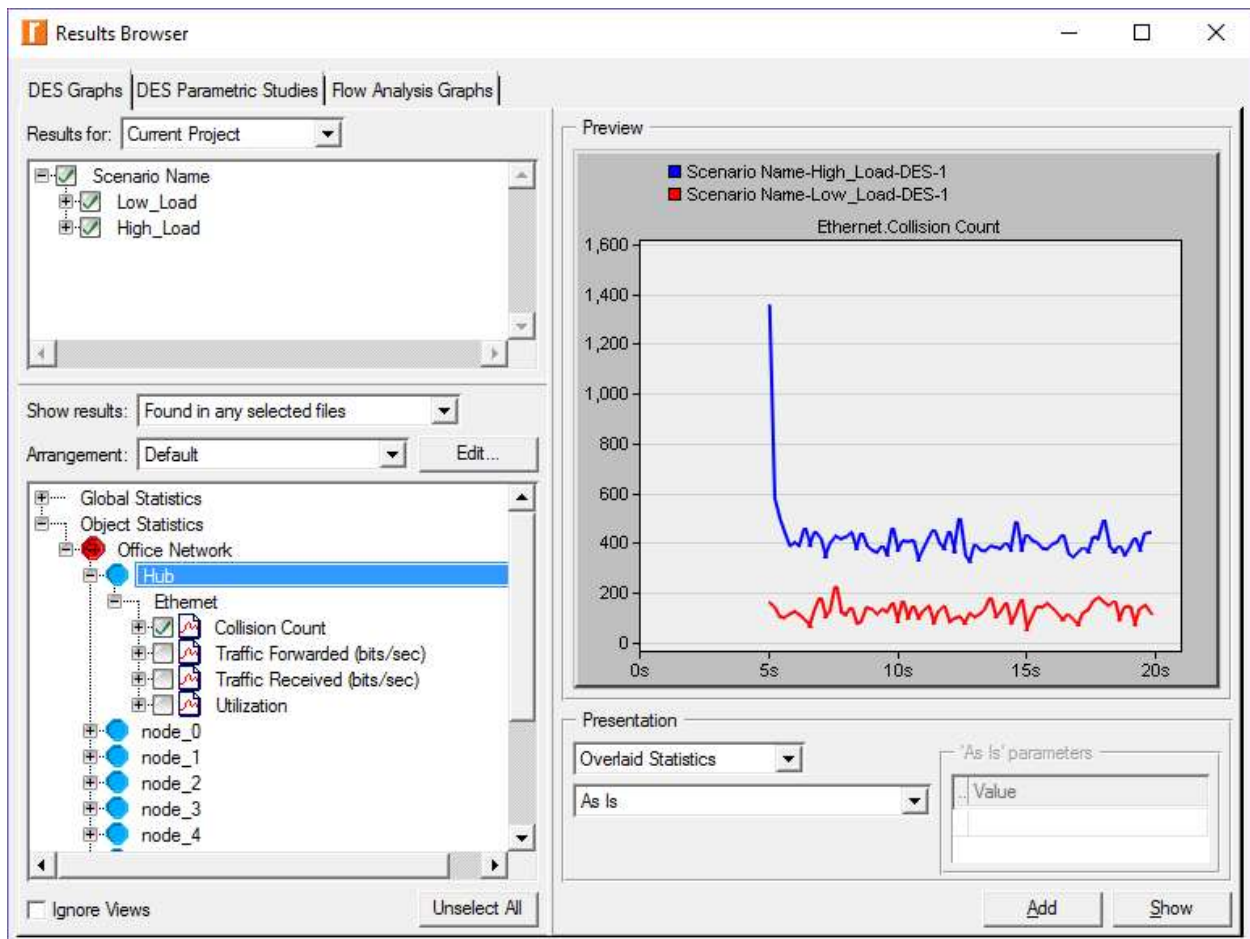 Results Browser
DES Graphs DES Parametric Studies Flow Analysis Graphs
Results for: Current Project
Scenario Name
Low_Load
High_Load
Show results: Found in any selected files
Arrangement: Default Edit...
Global Statistics
Object Statistics
Office Network
Hub
Ethernet
Collision Count
Traffic Forwarded (bits/sec)
Traffic Received (bits/sec)
Utilization
node_0
node_1
node_2
node_3
node_4
Ignore Views Unselect All
Preview
Scenario Name-High_Load-DES-1
Scenario Name-Low_Load-DES-1
Ethernet.Collision Count
1,600
1,400
1,200
1,000
800
600
400
200
0
0s 5s 10s 15s 20s
Presentation
Overlaid Statistics
As Is
'As Is' parameters
.. Value
Add Show